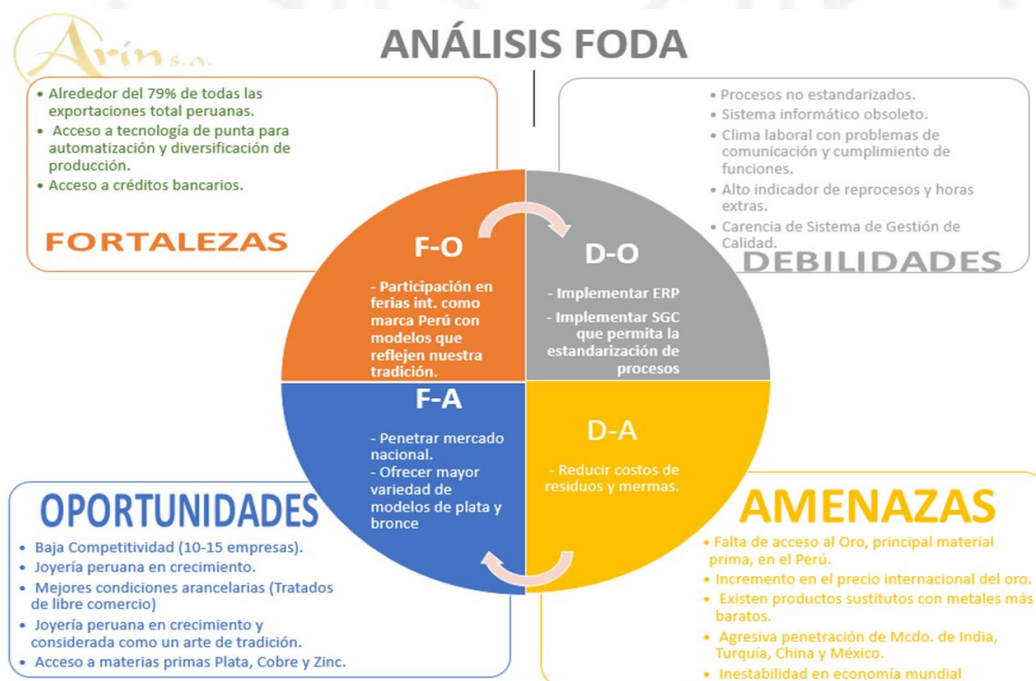 Arin s.a.
ANÁLISIS FODA
• Alrededor del 79% de todas las
exportaciones total peruanas.
• Acceso a tecnología de punta para
automatización y diversificación de
producción.
• Acceso a créditos bancarios.
FORTALEZAS
• Procesos no estandarizados.
• Sistema informático obsoleto.
• Clima laboral con problemas de
comunicación y cumplimiento de
funciones.
• Alto indicador de reprocesos y horas
extras.
• Carencia de Sistema de Gestión de
Calidad.
DEBILIDADES
F-O
- Participación en
ferias int. como
marca Perú con
modelos que
reflejen nuestra
tradición.
D-O
- Implementar ERP
- Implementar SGC
que permita la
estandarización de
procesos
F-A
- Penetrar mercado
nacional.
- Ofrecer mayor
variedad de
modelos de plata y
bronce
D-A
- Reducir costos de
residuos y mermas.
OPORTUNIDADES
• Baja Competitividad (10-15 empresas).
• Joyería peruana en crecimiento.
• Mejores condiciones arancelarias (Tratados
de libre comercio)
• Joyería peruana en crecimiento y
considerada como un arte de tradición.
• Acceso a materias primas Plata, Cobre y Zinc.
AMENAZAS
• Falta de acceso al Oro, principal material
prima, en el Perú.
• Incremento en el precio internacional del oro.
• Existen productos sustitutos con metales más
baratos.
• Agresiva penetración de Mcdo. de India,
Turquía, China y México.
• Inestabilidad en economía mundial